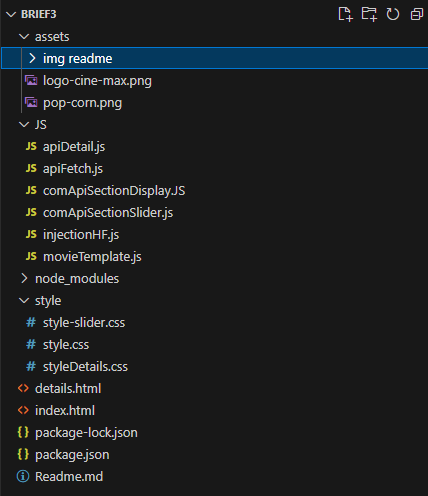 BRIEF3
assets
img readme
logo-cine-max.png
pop-corn.png
JS
JS apiDetail.js
JS apiFetch.js
JS comApiSectionDisplay.JS
JS comApiSectionSlider.js
JS injectionHF.js
JS movieTemplate.js
node_modules
style
# style-slider.css
# style.css
# styleDetails.css
<> details.html
<> index.html
{} package-lock.json
{} package.json
Readme.md